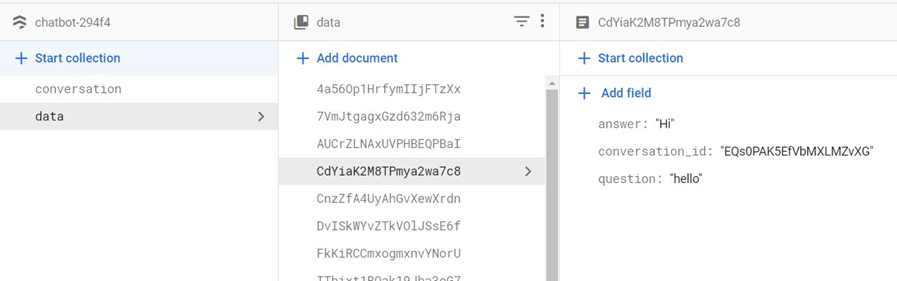 chatbot-294f4
Start collection
conversation
data
data
Add document
4a56Op1HrfymIIjFTzXx
7VmJtgagxGzd632m6Rja
AUCrZLNAxUVPHBEQPBaI
CdYiaK2M8TPmya2wa7c8
CnzZfA4UyAhGvXewXrdn
DvISkWYvZTkVOlJSsE6f
FkKiRCCmxogmxnvYNorU
CdYiaK2M8TPmya2wa7c8
Start collection
Add field
answer: "Hi"
conversation_id: "EQs0PAK5EfVbMXLMZvXG"
question: "hello"